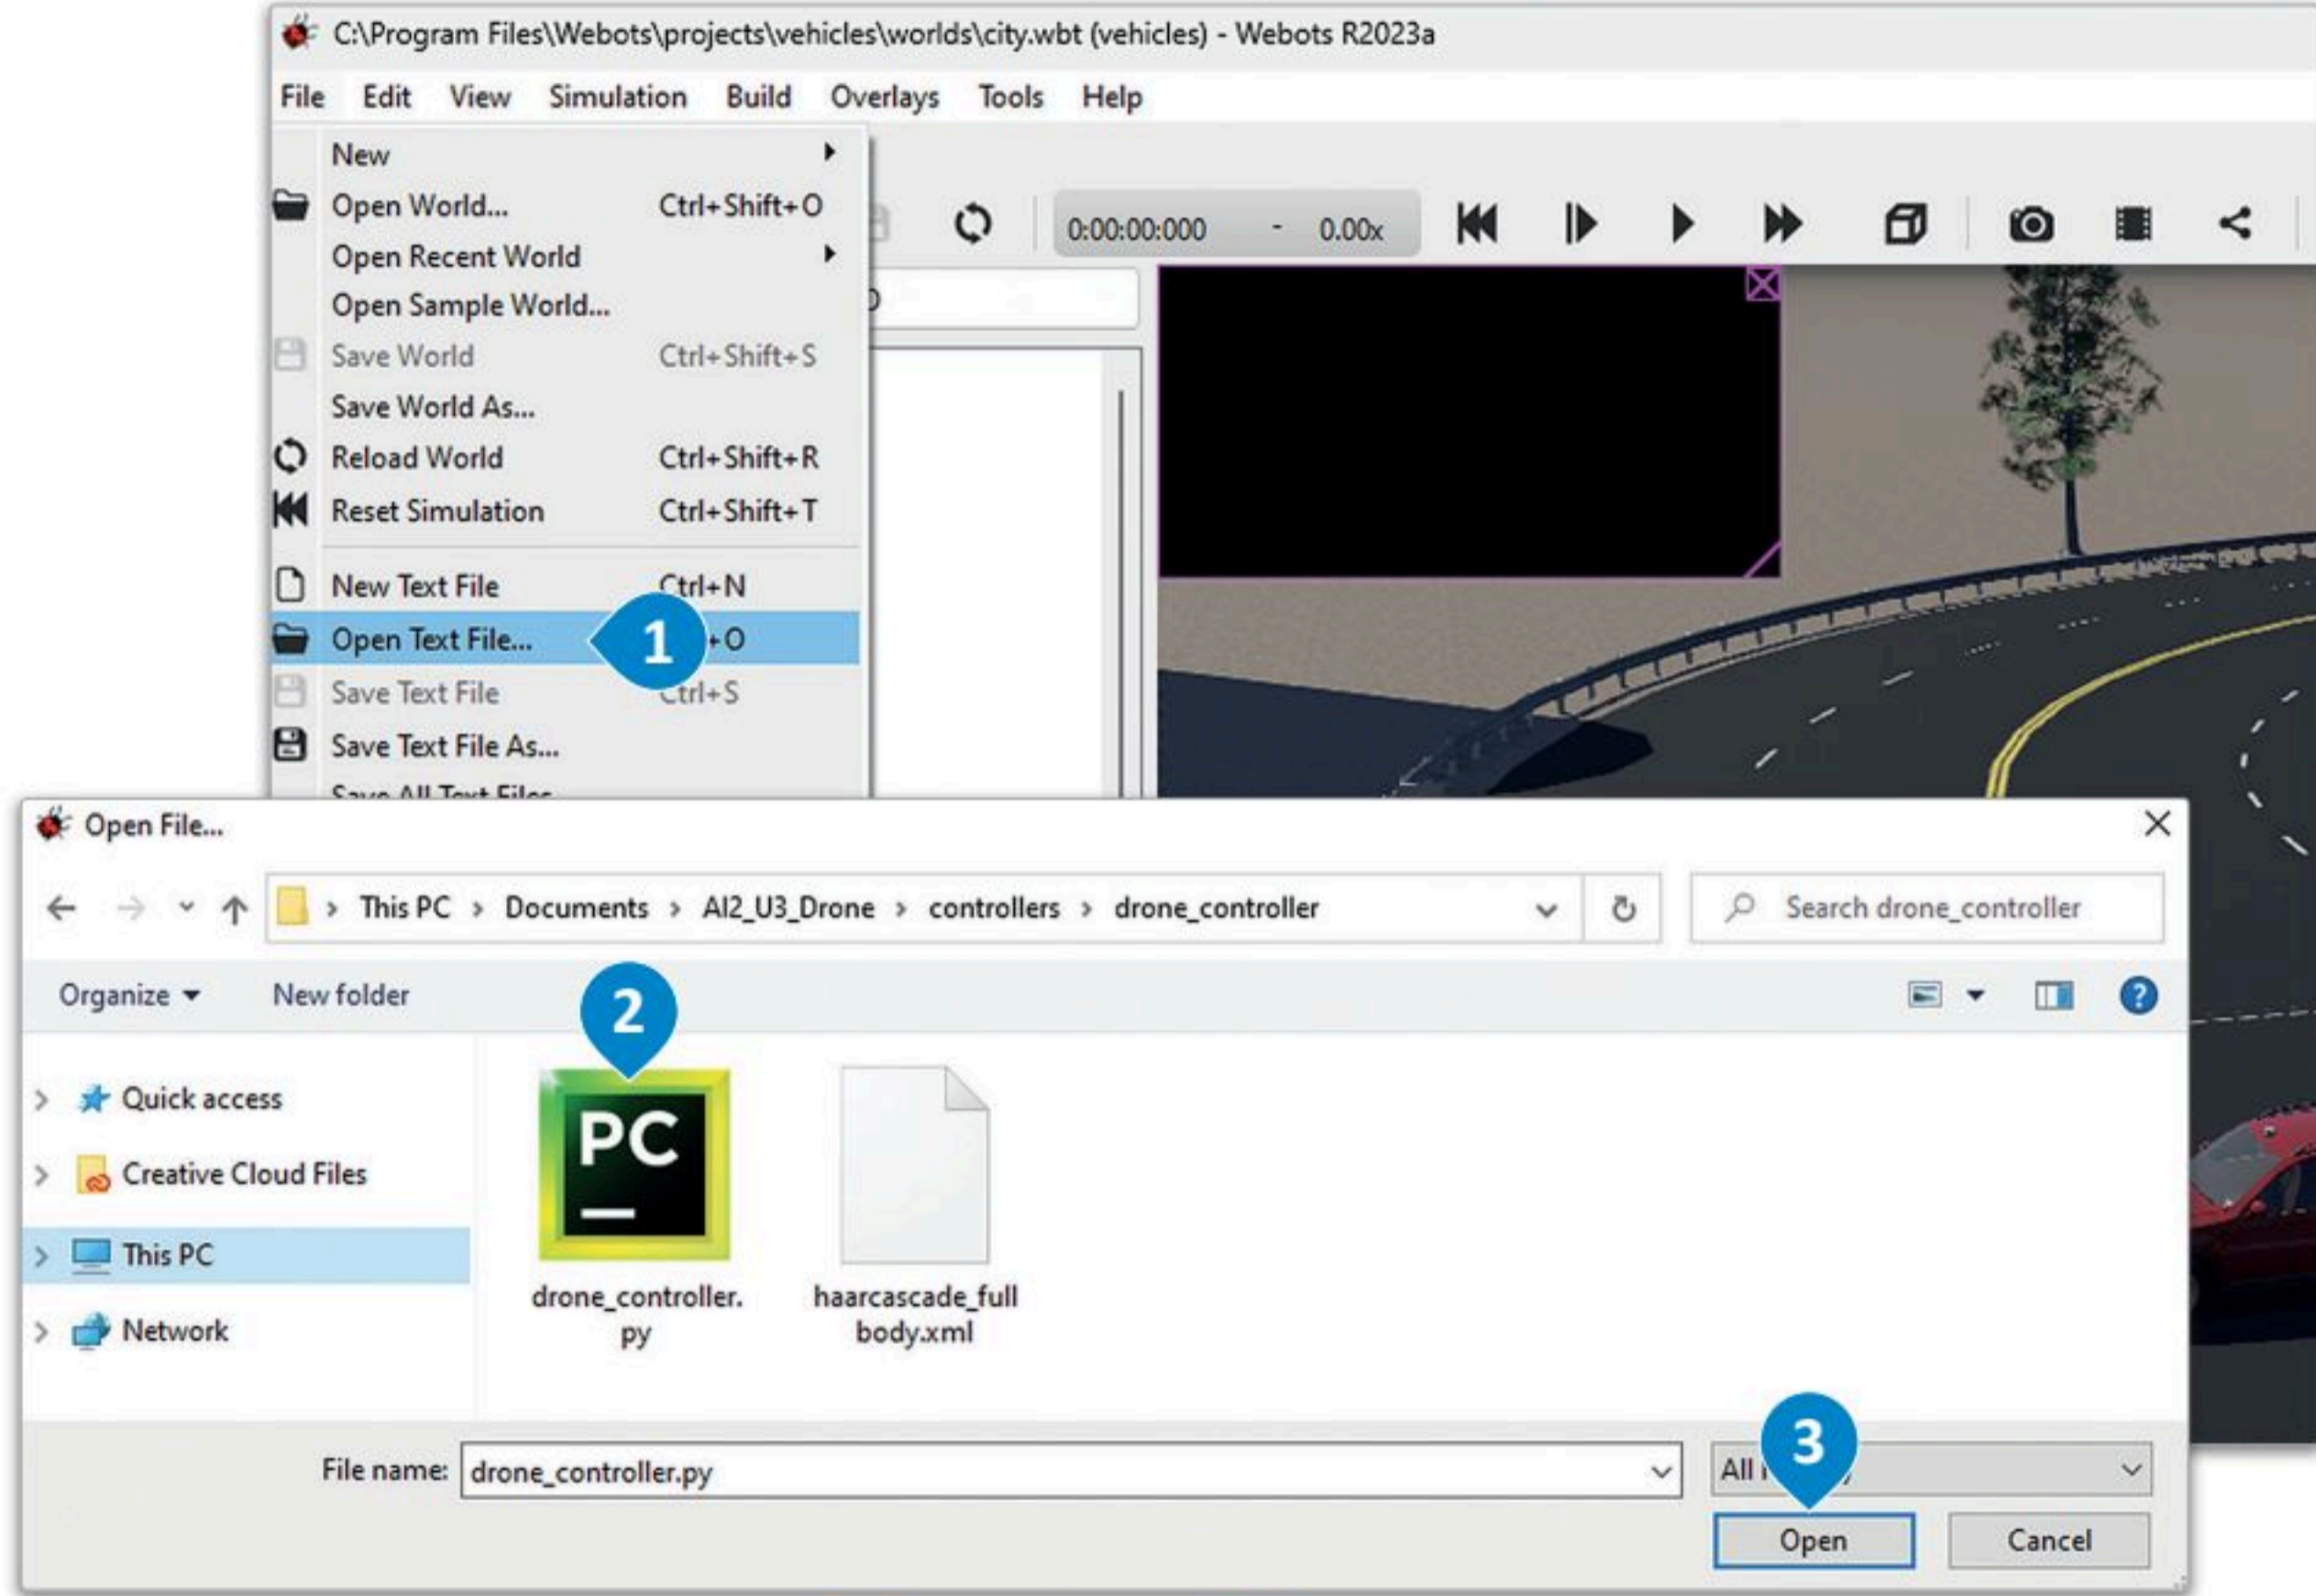 C:\Program Files\Webots\projects\vehicles\worlds\city.wbt (vehicles) - Webots R2023a
File Edit View Simulation Build Overlays Tools Help
New
Open World... Ctrl+Shift+O
0:00:00:000 - 0.00x
Open Recent World
Open Sample World...
Save World Ctrl+Shift+S
Save World As...
Reload World Ctrl+Shift+R
Reset Simulation Ctrl+Shift+T
New Text File Ctrl+N
Open Text File... 1 +O
Save Text File Ctrl+S
Save Text File As...
Save All Text Files
Open File...
This PC > Documents > AI2_U3_Drone > controllers > drone_controller
Search drone_controller
Organize New folder
2
Quick access
Creative Cloud Files
This PC
Network
PC
drone_controller.
py
haarcascade_full
body.xml
3
File name: drone_controller.py All
Open Cancel